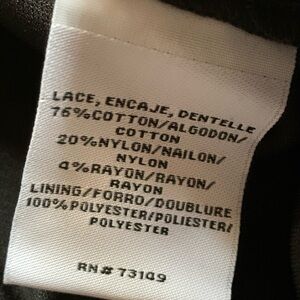 LACE, ENCAJE, DENTELLE
76%COTTON/ALGODON/
COTTON
20%NYLON/NAILON/
NYLON
4%RAYON/RAYON/
RAYON
LINING/FORRO/DOUBLURE
100%POLYESTER/POLIESTER/
POLYESTER
RN# 73149